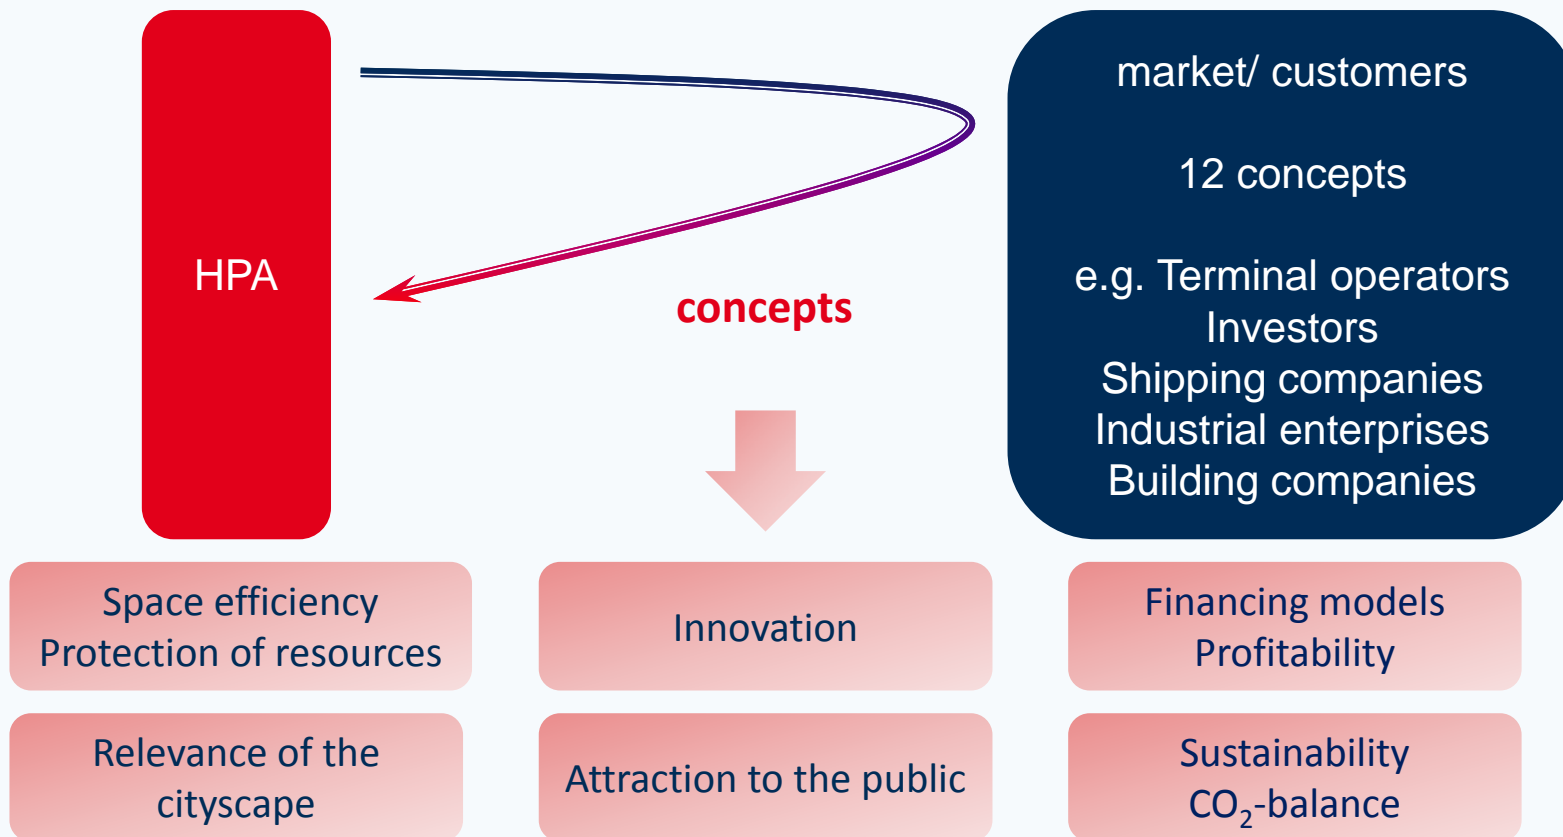 HPA
concepts
market/ customers
12 concepts
e.g. Terminal operators
Investors
Shipping companies
Industrial enterprises
Building companies
Space efficiency
Protection of resources
Innovation
Financing models
Profitability
Relevance of the
cityscape
Attraction to the public
Sustainability
CO₂-balance